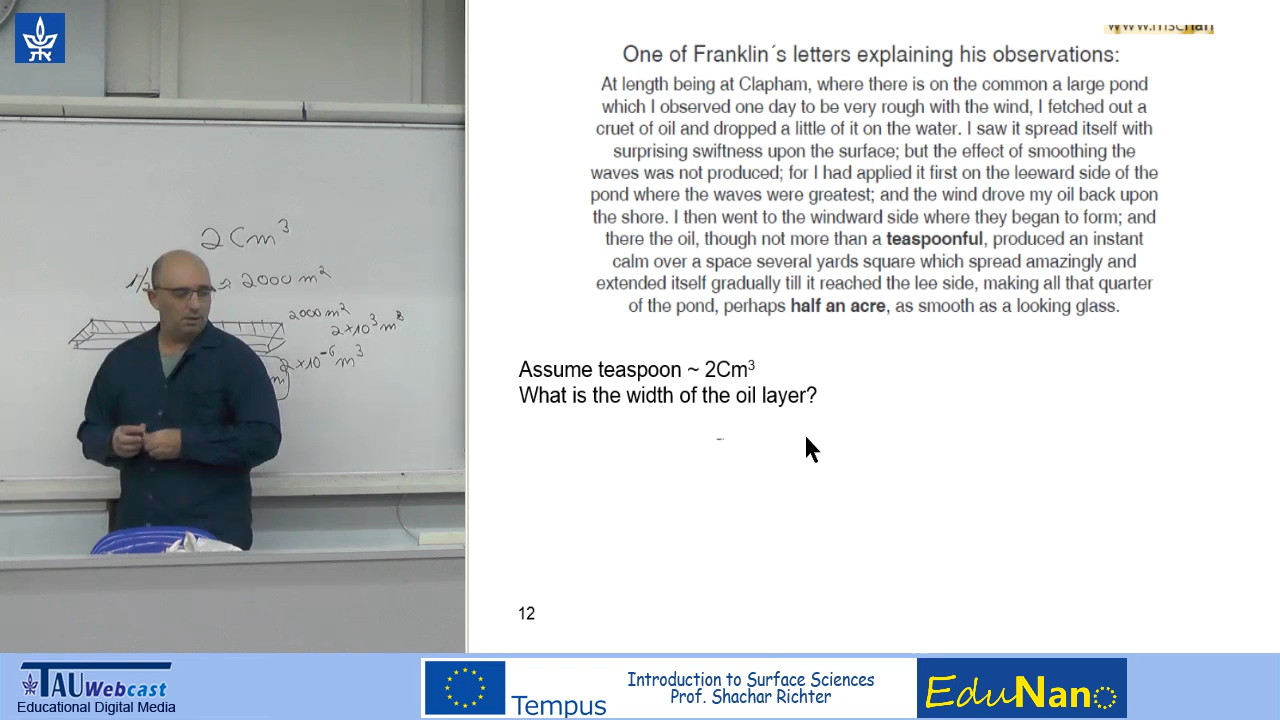 2 Cm³
≈ 2000 m²
2000 m²
2×10³ m²
2×10⁻⁶ m³
One of Franklin´s letters explaining his observations:
At length being at Clapham, where there is on the common a large pond
which I observed one day to be very rough with the wind, I fetched out a
cruet of oil and dropped a little of it on the water. I saw it spread itself with
surprising swiftness upon the surface; but the effect of smoothing the
waves was not produced; for I had applied it first on the leeward side of the
pond where the waves were greatest; and the wind drove my oil back upon
the shore. I then went to the windward side where they began to form; and
there the oil, though not more than a teaspoonful, produced an instant
calm over a space several yards square which spread amazingly and
extended itself gradually till it reached the lee side, making all that quarter
of the pond, perhaps half an acre, as smooth as a looking glass.
Assume teaspoon ~ 2Cm³
What is the width of the oil layer?
12
TAU Webcast
Educational Digital Media
Tempus
Introduction to Surface Sciences
Prof. Shachar Richter
EduNano